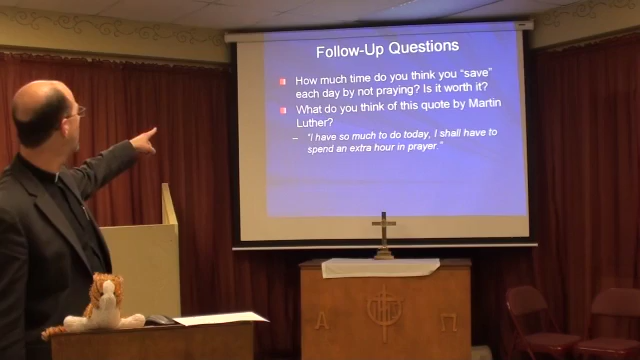 Follow-Up Questions
How much time do you think you "save"
each day by not praying? Is it worth it?
What do you think of this quote by Martin
Luther?
– "I have so much to do today, I shall have to
spend an extra hour in prayer."
Α